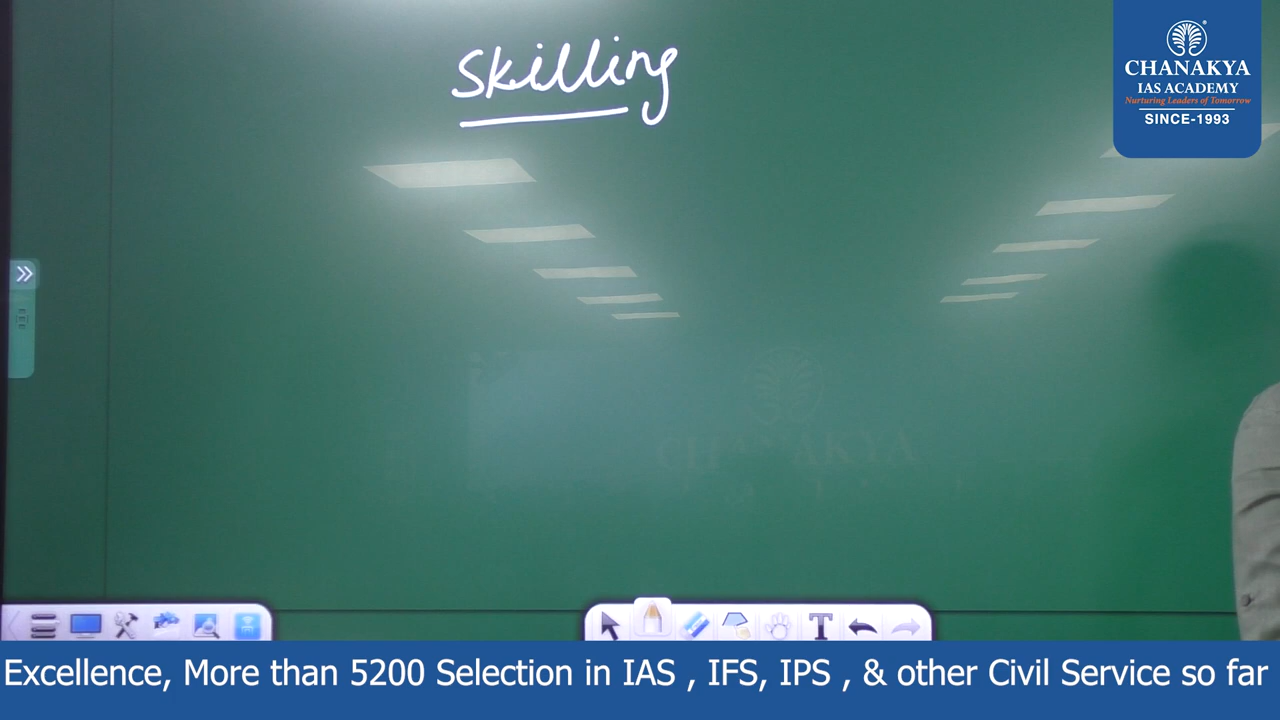 Skilling
CHANAKYA
IAS ACADEMY
Nurturing Leaders of Tomorrow
SINCE-1993
CHANAKYA
T
Excellence, More than 5200 Selection in IAS , IFS, IPS , & other Civil Service so far